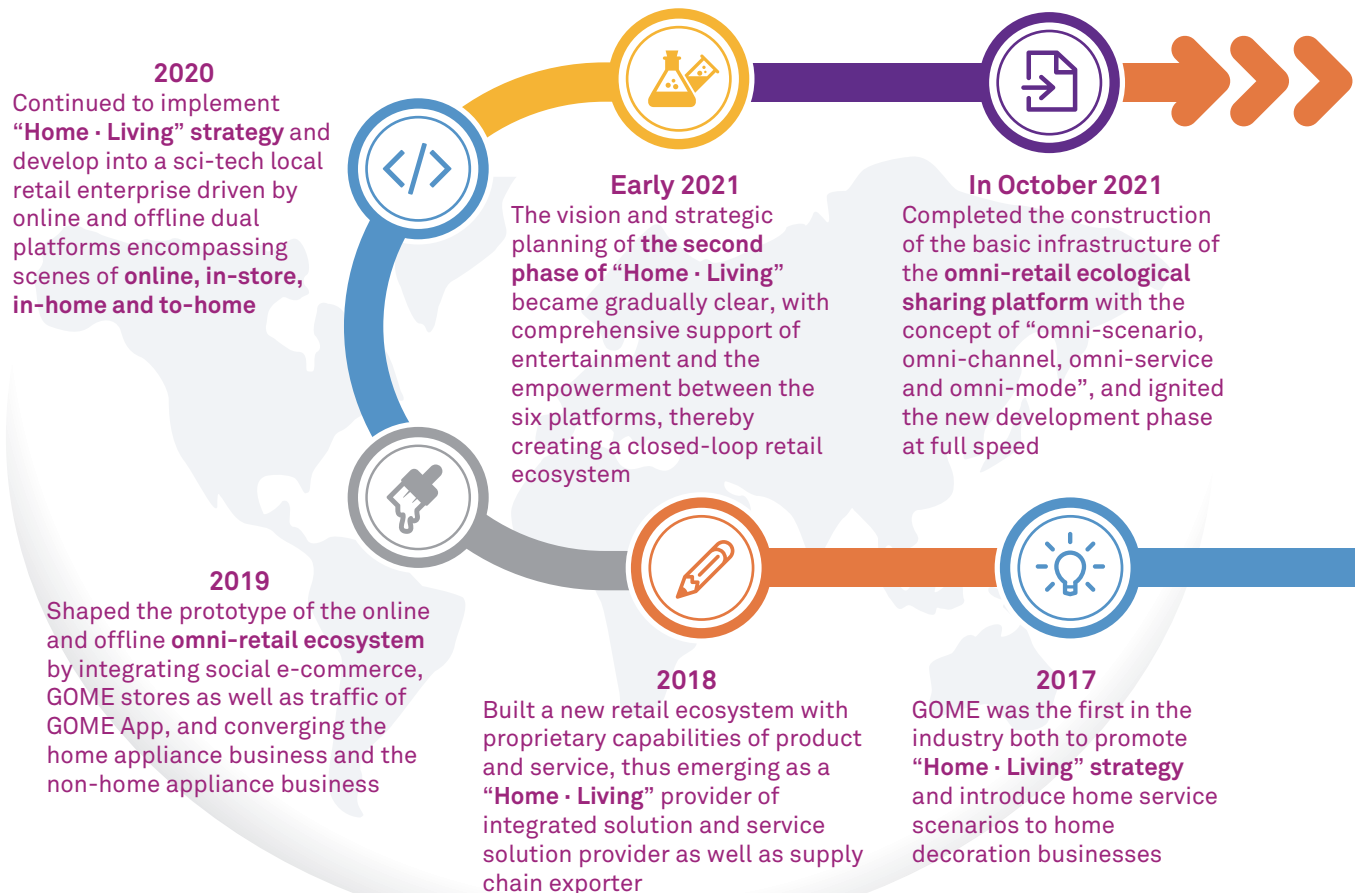 2020
Continued to implement
“Home · Living” strategy and
develop into a sci-tech local
retail enterprise driven by
online and offline dual
platforms encompassing
scenes of online, in-store,
in-home and to-home
Early 2021
The vision and strategic
planning of the second
phase of “Home · Living”
became gradually clear, with
comprehensive support of
entertainment and the
empowerment between the
six platforms, thereby
creating a closed-loop retail
ecosystem
In October 2021
Completed the construction
of the basic infrastructure of
the omni-retail ecological
sharing platform with the
concept of “omni-scenario,
omni-channel, omni-service
and omni-mode”, and ignited
the new development phase
at full speed
2019
Shaped the prototype of the online
and offline omni-retail ecosystem
by integrating social e-commerce,
GOME stores as well as traffic of
GOME App, and converging the
home appliance business and the
non-home appliance business
2018
Built a new retail ecosystem with
proprietary capabilities of product
and service, thus emerging as a
“Home · Living” provider of
integrated solution and service
solution provider as well as supply
chain exporter
2017
GOME was the first in the
industry both to promote
“Home · Living” strategy
and introduce home service
scenarios to home
decoration businesses